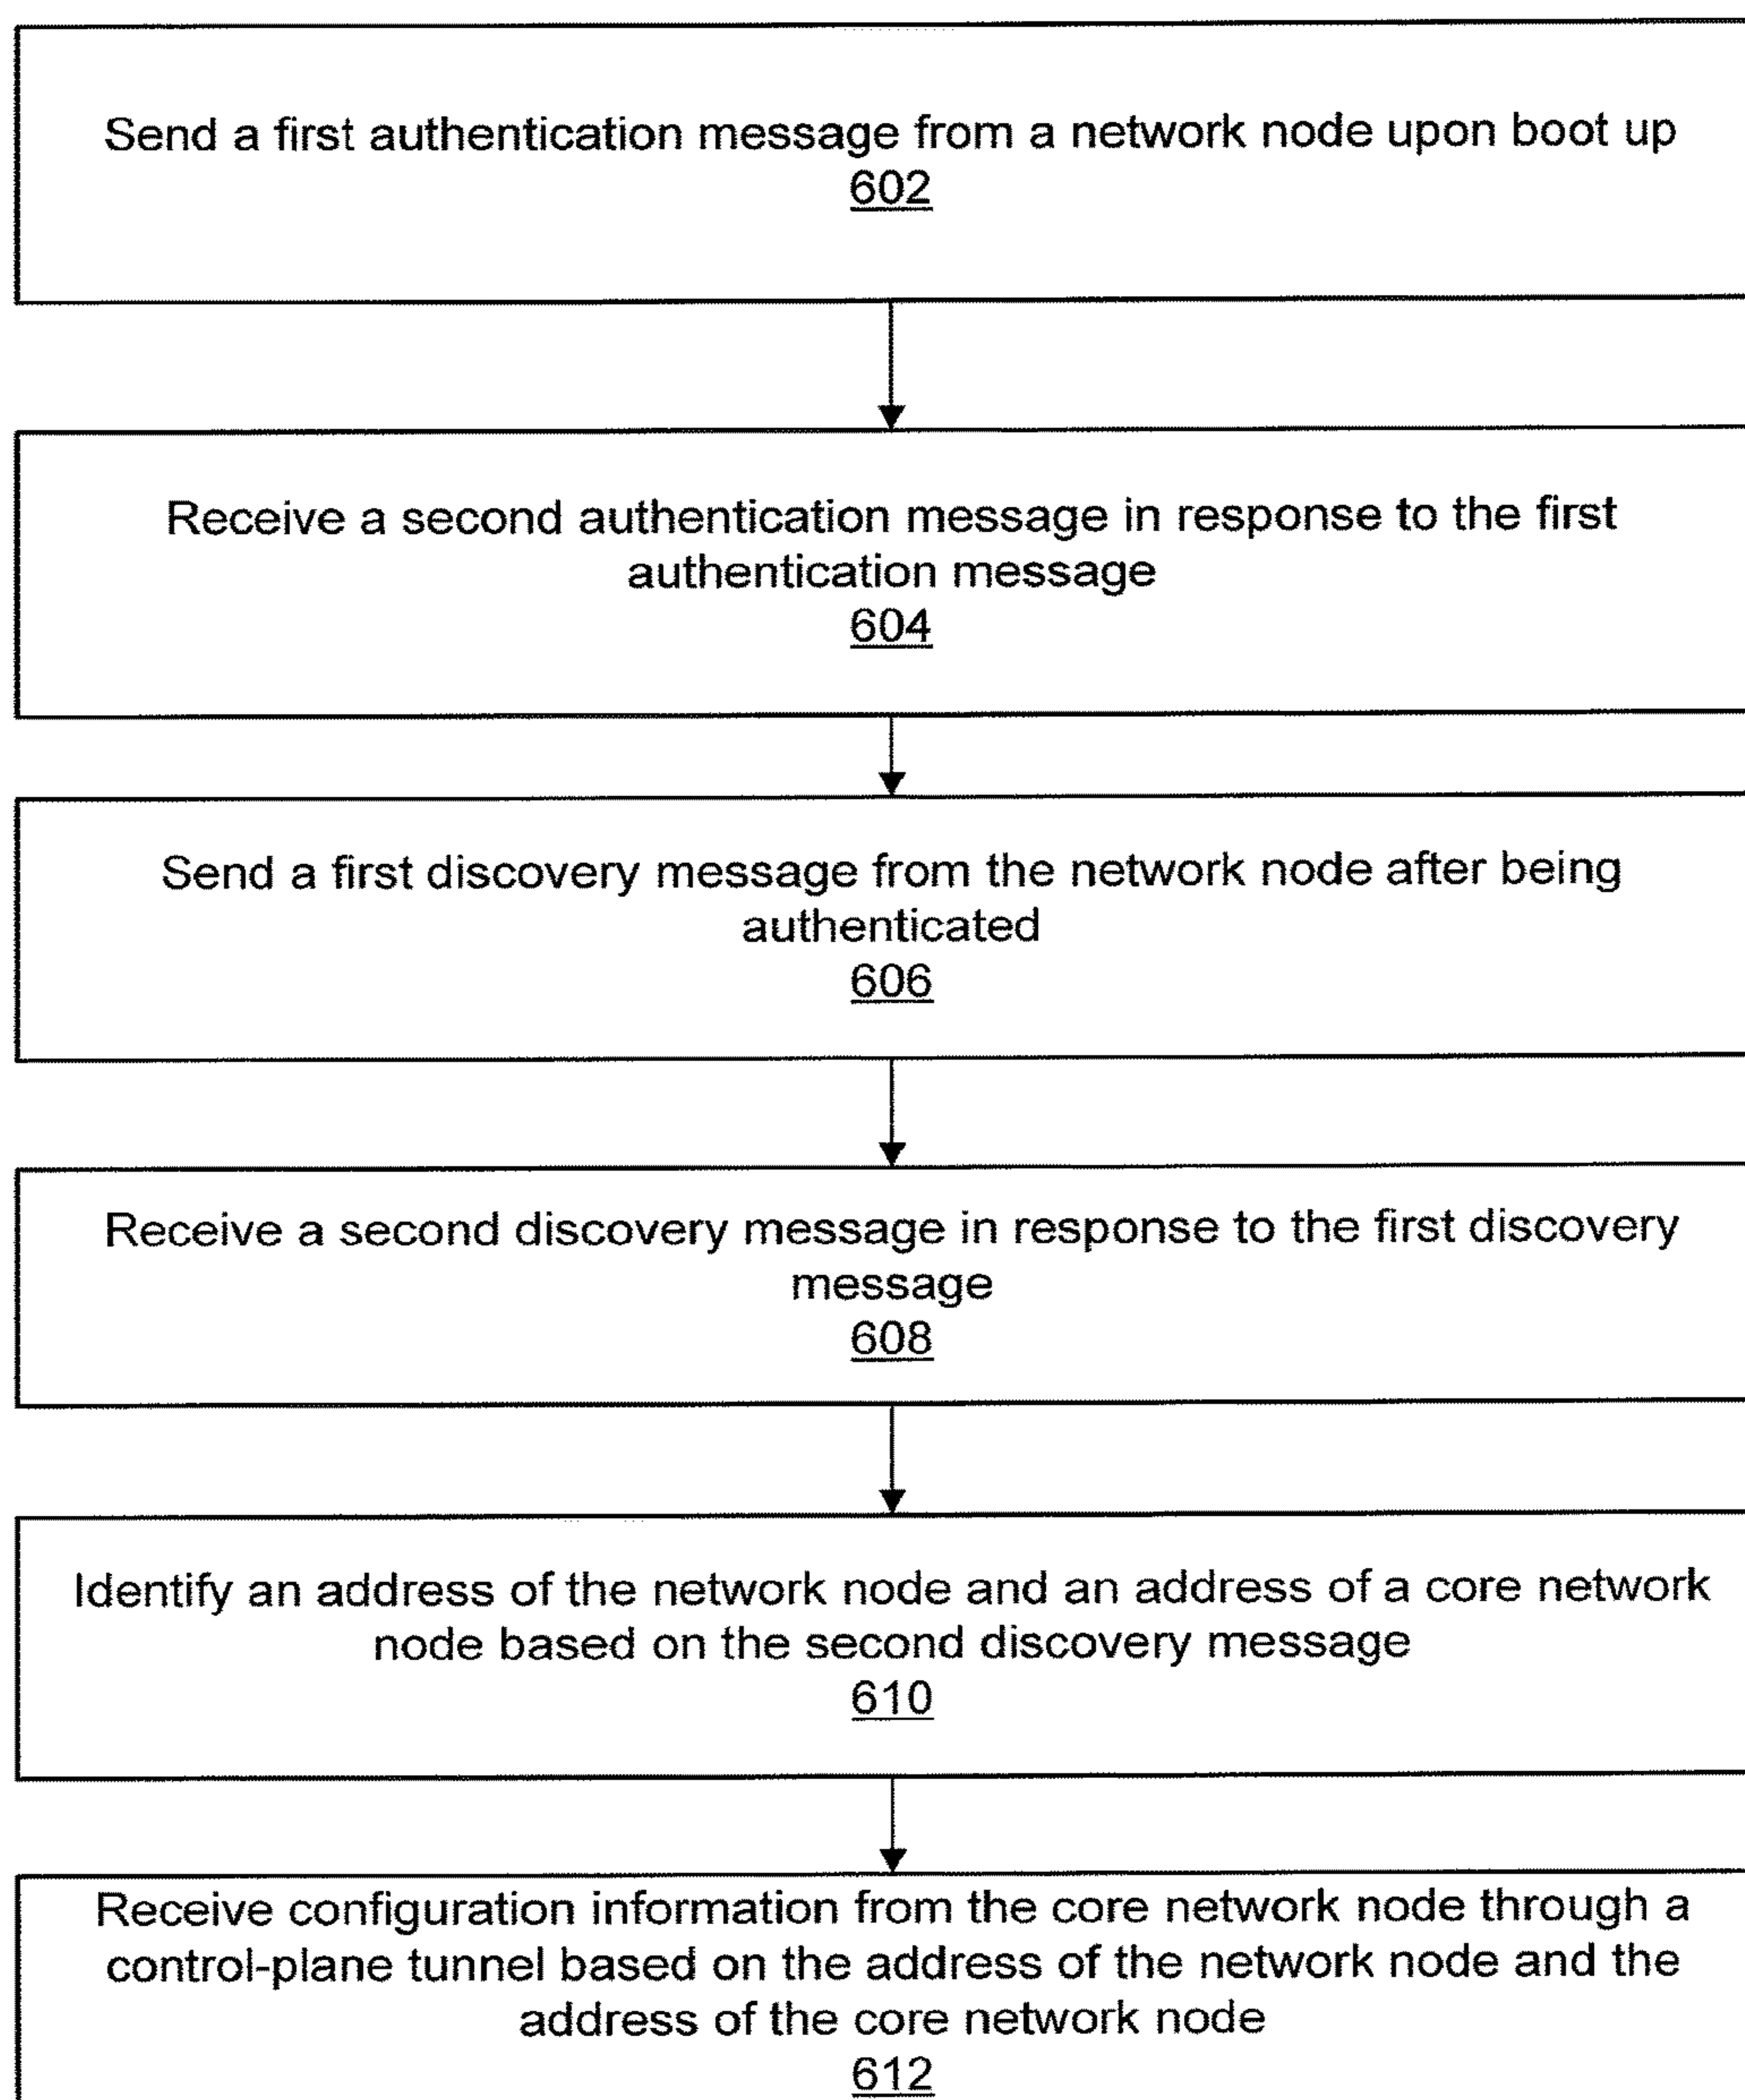 Send a first authentication message from a network node upon boot up
602
Receive a second authentication message in response to the first
authentication message
604
Send a first discovery message from the network node after being
authenticated
606
Receive a second discovery message in response to the first discovery
message
608
Identify an address of the network node and an address of a core network
node based on the second discovery message
610
Receive configuration information from the core network node through a
control-plane tunnel based on the address of the network node and the
address of the core network node
612